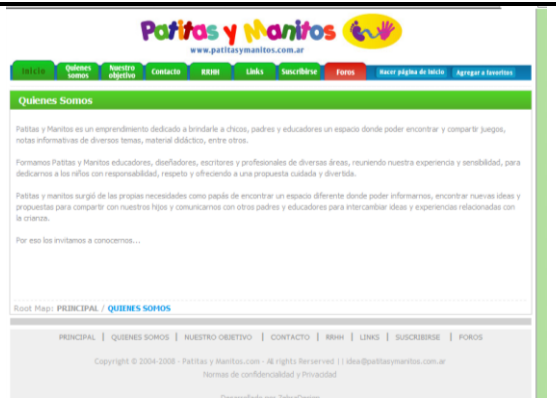 Patitas y Manitos
www.patitasymanitos.com.ar
Inicio Quienes somos Nuestro objetivo Contacto RRHH Links Suscribirse Foros Hacer página de Inicio Agregar a favoritos
Quienes Somos
Patitas y Manitos es un emprendimiento dedicado a brindarle a chicos, padres y educadores un espacio donde poder encontrar y compartir juegos,
notas informativas de diversos temas, material didáctico, entre otros.
Formamos Patitas y Manitos educadores, diseñadores, escritores y profesionales de diversas áreas, reuniendo nuestra experiencia y sensibilidad, para
dedicarnos a los niños con responsabilidad, respeto y ofreciendo a una propuesta cuidada y divertida.
Patitas y manitos surgió de las propias necesidades como papás de encontrar un espacio diferente donde poder informarnos, encontrar nuevas ideas y
propuestas para compartir con nuestros hijos y comunicarnos con otros padres y educadores para intercambiar ideas y experiencias relacionadas con
la crianza.
Por eso los invitamos a conocernos...
Root Map: PRINCIPAL / QUIENES SOMOS
PRINCIPAL | QUIENES SOMOS | NUESTRO OBJETIVO | CONTACTO | RRHH | LINKS | SUSCRIBIRSE | FOROS
Copyright © 2004-2008 - Patitas y Manitos.com - All rights Rerserved | | idea@patitasymanitos.com.ar
Normas de confidencialidad y Privacidad